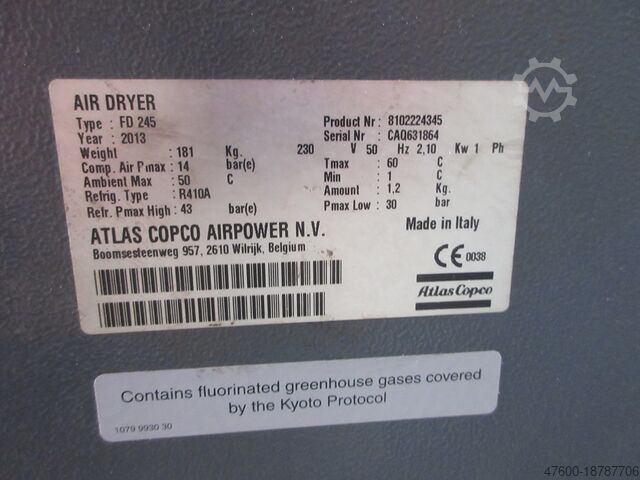 AIR DRYER
Type : FD 245 Product Nr : 8102224345
Year : 2013 Serial Nr : CAQ631864
Weight : 181 Kg. 230 V 50 Hz 2,10 Kw 1 Ph
Comp. Air Pmax : 14 bar(e) Tmax : 60 C
Ambient Max : 50 C Min : 1 C
Refrig. Type : R410A Amount : 1,2 Kg.
Refr. Pmax High : 43 bar(e) Pmax Low : 30 bar
ATLAS COPCO AIRPOWER N.V. Made in Italy
Boomsesteenweg 957, 2610 Wilrijk, Belgium
CE 0038
Atlas Copco
Contains fluorinated greenhouse gases covered
by the Kyoto Protocol
1079 9930 30
47600-18787706